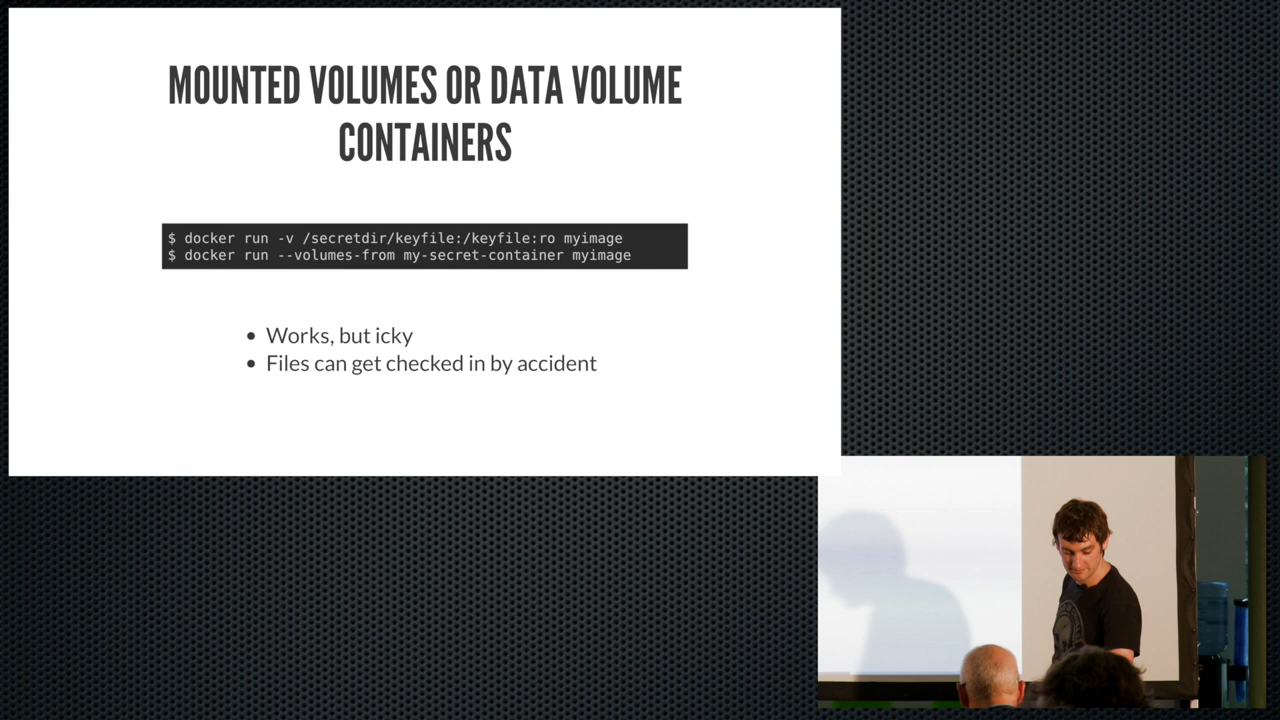 MOUNTED VOLUMES OR DATA VOLUME
CONTAINERS
$ docker run -v /secretdir/keyfile:/keyfile:ro myimage
$ docker run --volumes-from my-secret-container myimage
• Works, but icky
• Files can get checked in by accident